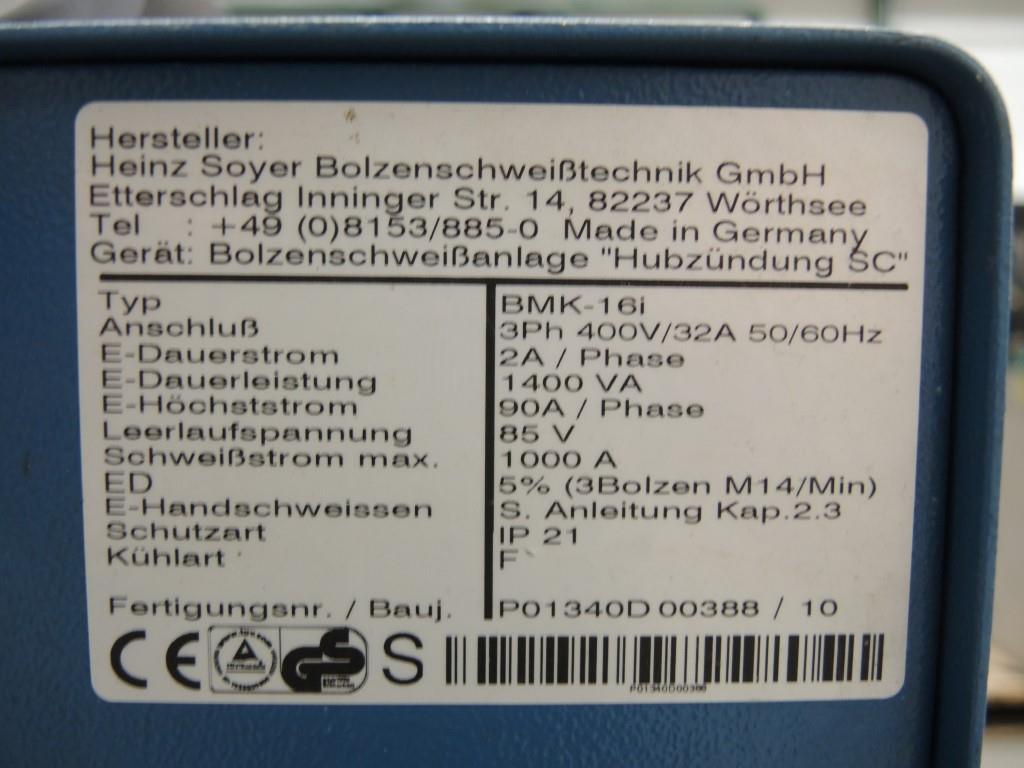 Hersteller:
Heinz Soyer Bolzenschweißtechnik GmbH
Etterschlag Inninger Str. 14, 82237 Wörthsee
Tel : +49 (0)8153/885-0 Made in Germany
Gerät: Bolzenschweißanlage "Hubzündung SC"
Typ BMK-16i
Anschluß 3Ph 400V/32A 50/60Hz
E-Dauerstrom 2A / Phase
E-Dauerleistung 1400 VA
E-Höchststrom 90A / Phase
Leerlaufspannung 85 V
Schweißstrom max. 1000 A
ED 5% (3Bolzen M14/Min)
E-Handschweissen S. Anleitung Kap.2.3
Schutzart IP 21
Kühlart F
Fertigungsnr. / Bauj. P01340D00388 / 10
CE GS S
P01340D00388